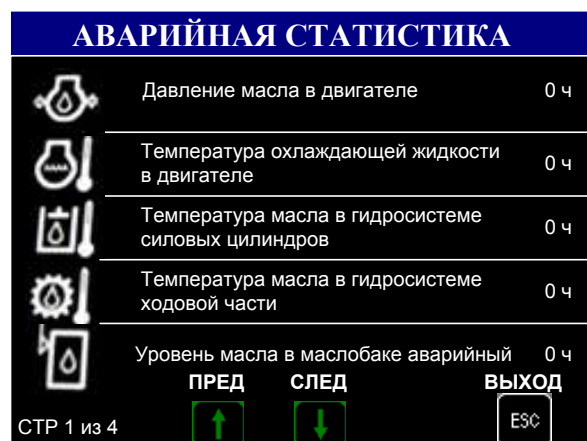 АВАРИЙНАЯ СТАТИСТИКА
Давление масла в двигателе 0 ч
Температура охлаждающей жидкости
в двигателе 0 ч
Температура масла в гидросистеме
силовых цилиндров 0 ч
Температура масла в гидросистеме
ходовой части 0 ч
Уровень масла в маслобаке аварийный 0 ч
ПРЕД СЛЕД ВЫХОД
СТР 1 из 4 ESC